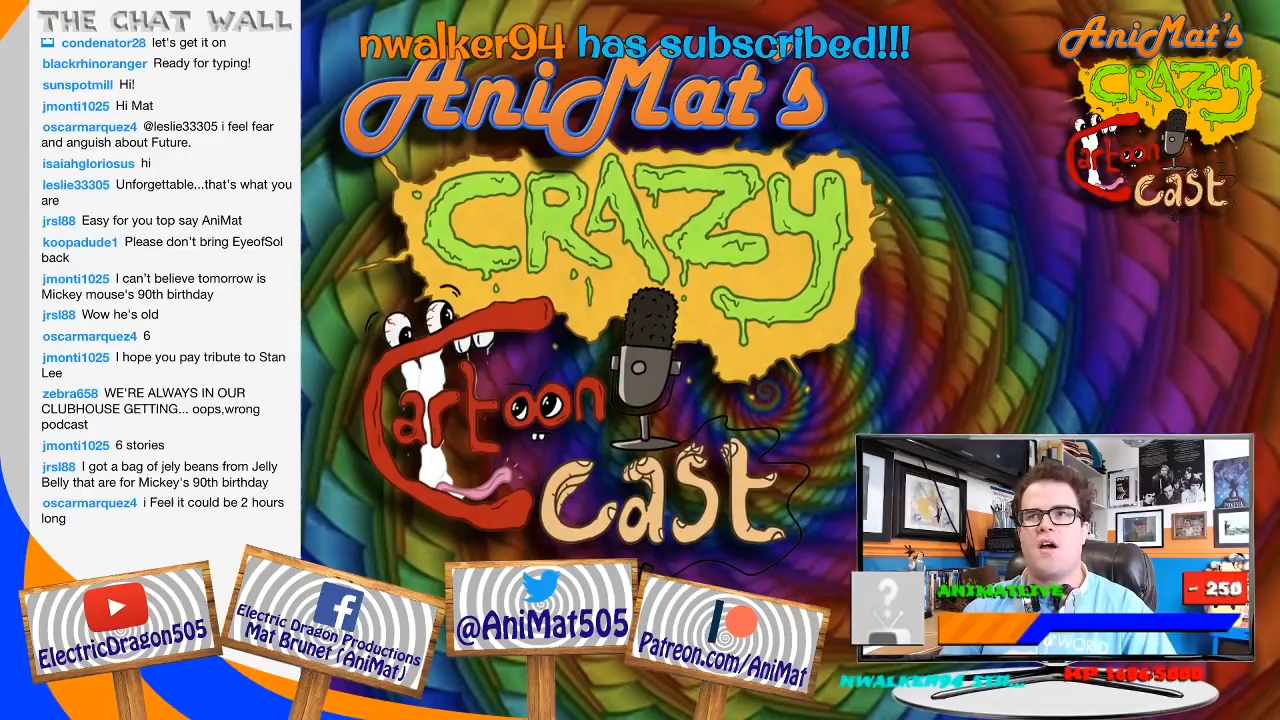 THE CHAT WALL
condenator28 let's get it on
blackrhinoranger Ready for typing!
sunspotmill Hi!
jmonti1025 Hi Mat
oscarmarquez4 @leslie33305 i feel fear
and anguish about Future.
isaiahgloriosus hi
leslie33305 Unforgettable...that's what you
are
jrsl88 Easy for you top say AniMat
koopadude1 Please don't bring EyeofSol
back
jmonti1025 I can't believe tomorrow is
Mickey mouse's 90th birthday
jrsl88 Wow he's old
oscarmarquez4 6
jmonti1025 I hope you pay tribute to Stan
Lee
zebra658 WE'RE ALWAYS IN OUR
CLUBHOUSE GETTING... oops,wrong
podcast
jmonti1025 6 stories
jrsl88 I got a bag of jely beans from Jelly
Belly that are for Mickey's 90th birthday
oscarmarquez4 i Feel it could be 2 hours
long
nwalker94 has subscribed!!!
AniMat's
CRAZY
Cartoon
Cast
AniMat's
CRAZY
Cartoon
Cast
ElectricDragon505
Electric Dragon Productions
Mat Brunet (AniMat)
@AniMat505
Patreon.com/AniMat
ANIMATLIVE
- 250
WORLD